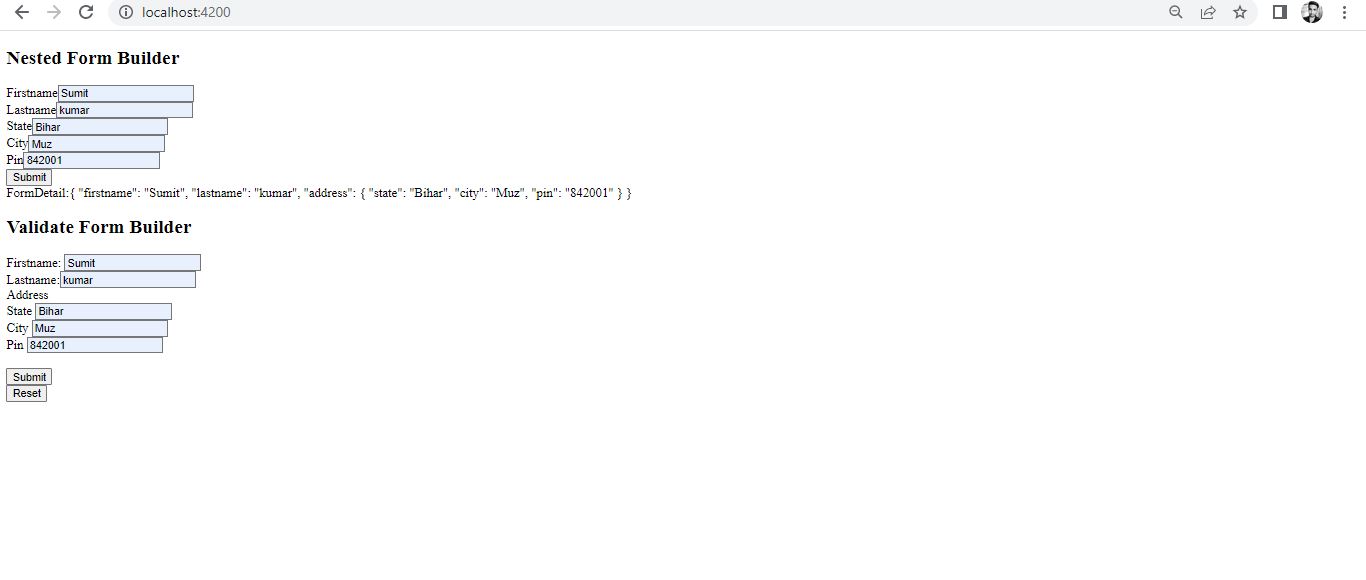 localhost:4200
Nested Form Builder
Firstname Sumit
Lastname kumar
State Bihar
City Muz
Pin 842001
Submit
FormDetail:{ "firstname": "Sumit", "lastname": "kumar", "address": { "state": "Bihar", "city": "Muz", "pin": "842001" } }
Validate Form Builder
Firstname: Sumit
Lastname: kumar
Address
State Bihar
City Muz
Pin 842001
Submit
Reset